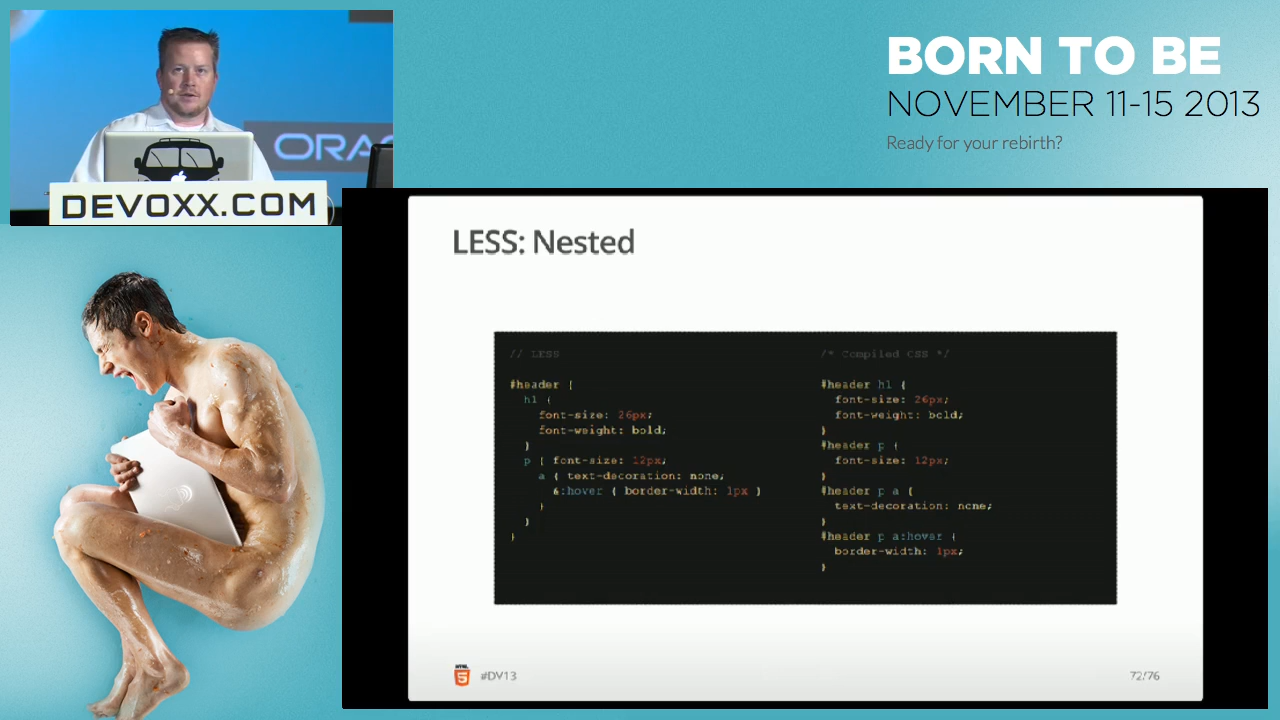 BORN TO BE
NOVEMBER 11-15 2013
Ready for your rebirth?
DEVOXX.COM
LESS: Nested
// LESS
#header {
h1 {
font-size: 26px;
font-weight: bold;
}
p { font-size: 12px;
a { text-decoration: none;
&:hover { border-width: 1px }
}
}
}
/* Compiled CSS */
#header h1 {
font-size: 26px;
font-weight: bold;
}
#header p {
font-size: 12px;
}
#header p a {
text-decoration: none;
}
#header p a:hover {
border-width: 1px;
}
HTML
5
#DV13
72/76